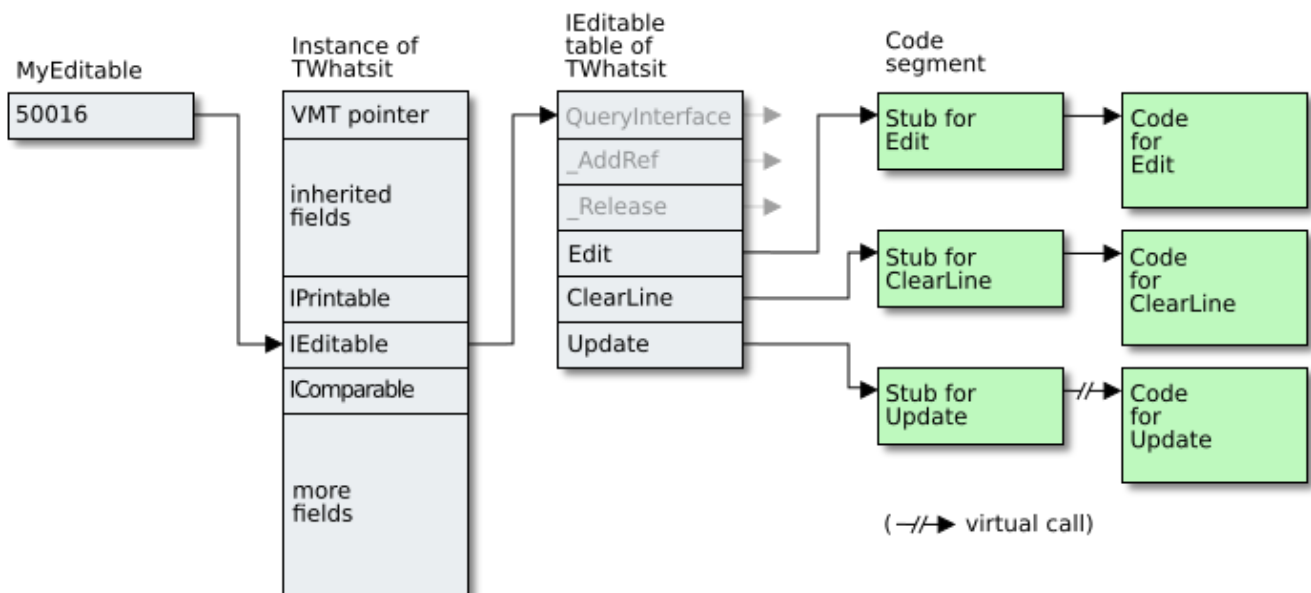 MyEditable
50016
Instance of
TWhatsit
VMT pointer
inherited
fields
IPrintable
IEditable
IComparable
more
fields
IEditable
table of
TWhatsit
QueryInterface
_AddRef
_Release
Edit
ClearLine
Update
Code
segment
Stub for
Edit
Code
for
Edit
Stub for
ClearLine
Code
for
ClearLine
Stub for
Update
Code
for
Update
( virtual call)